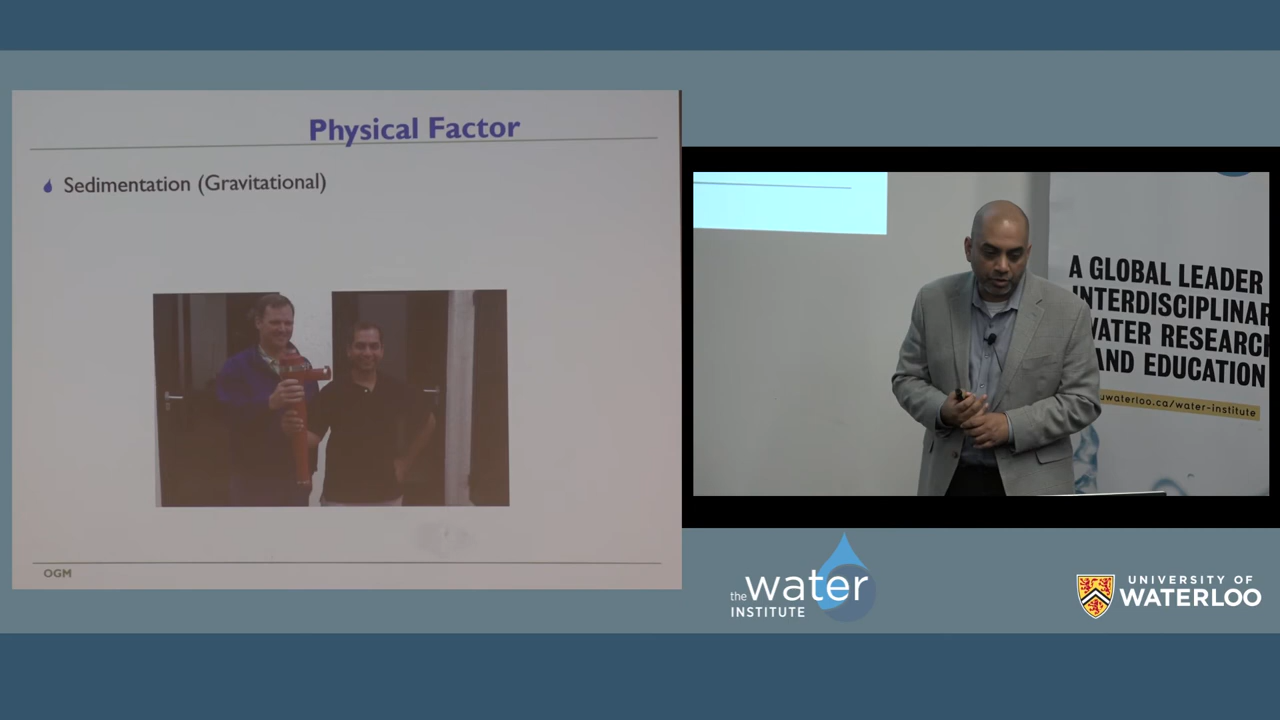 Physical Factor
Sedimentation (Gravitational)
OGM
A GLOBAL LEADER
INTERDISCIPLINAR
WATER RESEARC
AND EDUCATION
uwaterloo.ca/water-institute
the water
INSTITUTE
UNIVERSITY OF
WATERLOO